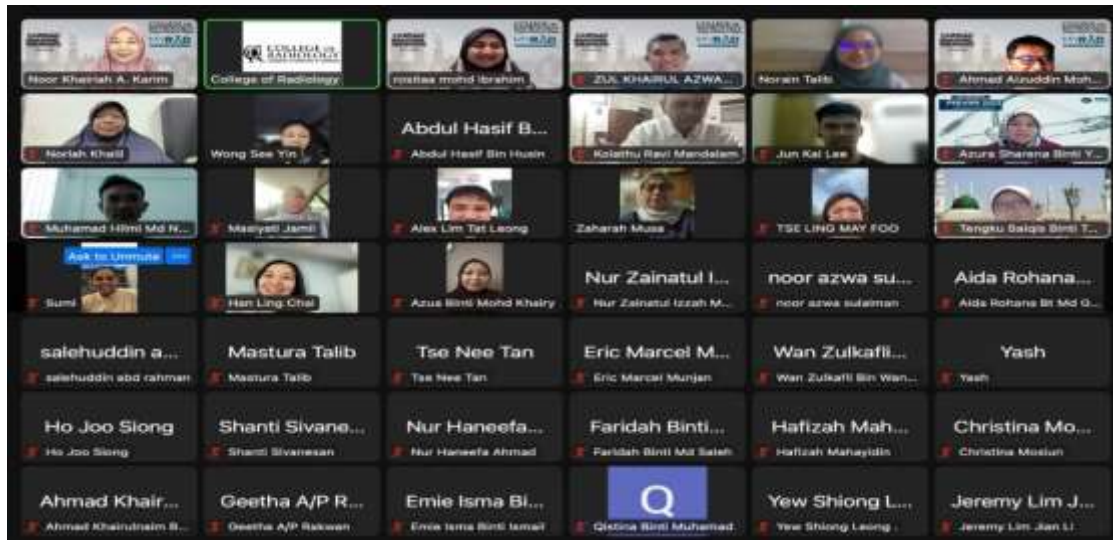 Noor Khairiah A. Karim
COLLEGE of
RADIOLOGY
College of Radiology
rositaa mohd ibrahim
ZUL KHAIRUL AZWA...
Norain Talib
Ahmad Aizuddin Moh...
Noriah Khalil
Wong See Yin
Abdul Hasif B...
Abdul Hasif Bin Husin
Kolathu Ravi Mandalam
Jun Kai Lee
Azura Sharena Binti Y...
Muhamad Hilmi Md N...
Masiyati Jamil
Alex Lim Tat Leong
Zaharah Musa
TSE LING MAY FOO
Tengku Balqis Binti T...
Ask to Unmute
Sumi
Han Ling Chai
Azua Binti Mohd Khairy
Nur Zainatul I...
Nur Zainatul Izzah M...
noor azwa su...
noor azwa sulaiman
Aida Rohana...
Aida Rohana Bt Md G...
salehuddin a...
salehuddin abd rahman
Mastura Talib
Mastura Talib
Tse Nee Tan
Tse Nee Tan
Eric Marcel M...
Eric Marcel Munjan
Wan Zulkafli...
Wan Zulkafli Bin Wan...
Yash
Yash
Ho Joo Siong
Ho Joo Siong
Shanti Sivane...
Shanti Sivanesan
Nur Haneefa...
Nur Haneefa Ahmad
Faridah Binti...
Faridah Binti Md Saleh
Hafizah Mah...
Hafizah Mahayidin
Christina Mo...
Christina Mosiun
Ahmad Khair...
Ahmad Khairulnaim B...
Geetha A/P R...
Geetha A/P Rakwan
Emie Isma Bi...
Emie Isma Binti Ismail
Q
Qistina Binti Muhamad
Yew Shiong L...
Yew Shiong Leong
Jeremy Lim J...
Jeremy Lim Jian Li